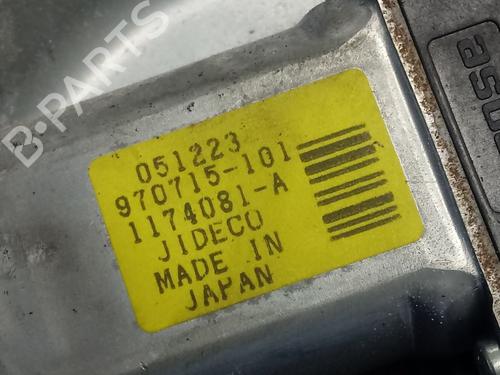 B-PARTS
051223
970715-101
1174081-A
JIDECO
MADE IN
JAPAN